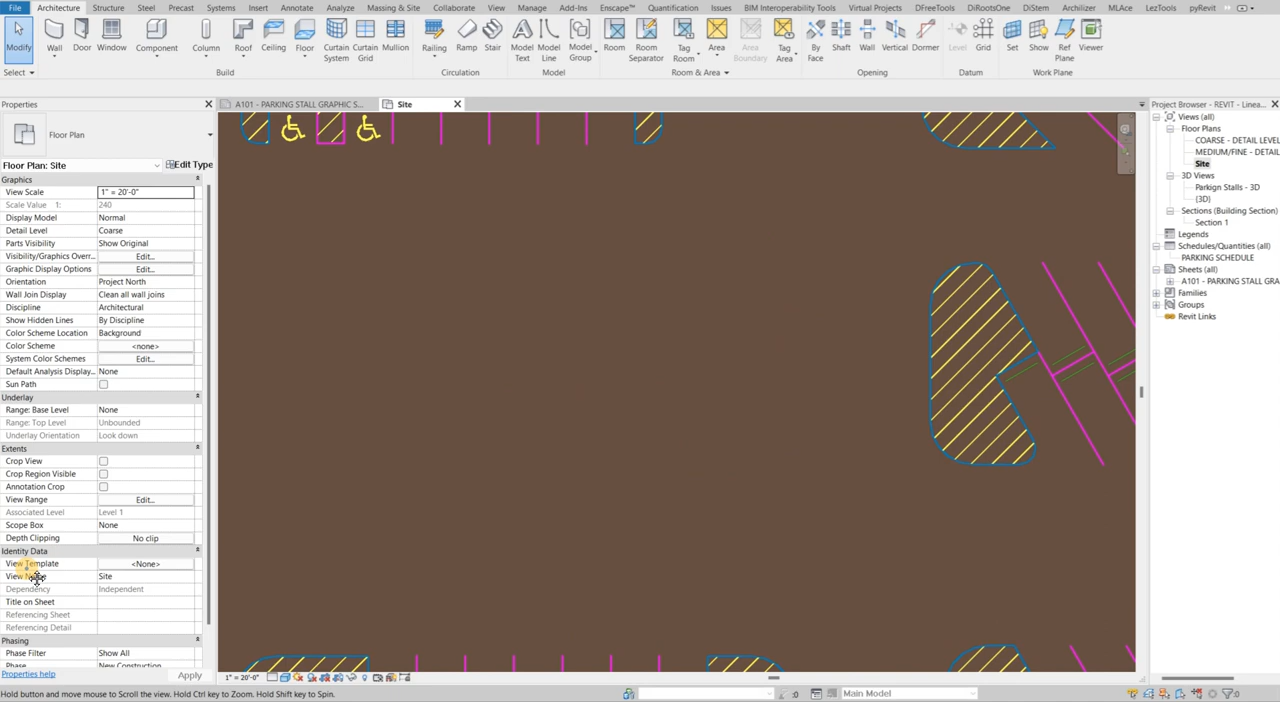 File Architecture Structure Steel Precast Systems Insert Annotate Analyze Massing & Site Collaborate View Manage Add-Ins Enscape™ Quantification Issues BIM Interoperability Tools Virtual Projects DFreeTools DiRootsOne DiStem Archilizer MLAce LezTools pyRevit
Modify Wall Door Window Component Column Roof Ceiling Floor Curtain System Curtain Grid Mullion Railing Ramp Stair Model Text Model Line Model Group Room Room Separator Tag Room Area Area Boundary Tag Area By Face Shaft Wall Vertical Dormer Level Grid Set Show Ref Plane Viewer
Select Build Circulation Model Room & Area Opening Datum Work Plane
Properties
A101 - PARKING STALL GRAPHIC S...
Site
Project Browser - REVIT - Linea...
Floor Plan
Floor Plan: Site
Edit Type
Graphics
View Scale 1" = 20'-0"
Scale Value 1: 240
Display Model Normal
Detail Level Coarse
Parts Visibility Show Original
Visibility/Graphics Overr... Edit...
Graphic Display Options Edit...
Orientation Project North
Wall Join Display Clean all wall joins
Discipline Architectural
Show Hidden Lines By Discipline
Color Scheme Location Background
Color Scheme <none>
System Color Schemes Edit...
Default Analysis Display... None
Sun Path
Underlay
Range: Base Level None
Range: Top Level Unbounded
Underlay Orientation Look down
Extents
Crop View
Crop Region Visible
Annotation Crop
View Range Edit...
Associated Level Level 1
Scope Box None
Depth Clipping No clip
Identity Data
View Template <None>
View Site
Dependency Independent
Title on Sheet
Referencing Sheet
Referencing Detail
Phasing
Phase Filter Show All
Phase New Construction
Properties help
Apply
Views (all)
Floor Plans
COARSE - DETAIL LEVEL
MEDIUM/FINE - DETAIL
Site
3D Views
Parkign Stalls - 3D
{3D}
Sections (Building Section)
Section 1
Legends
Schedules/Quantities (all)
PARKING SCHEDULE
Sheets (all)
A101 - PARKING STALL GRA
Families
Groups
Revit Links
1" = 20'-0"
Hold button and move mouse to Scroll the view. Hold Ctrl key to Zoom. Hold Shift key to Spin.
:0
Main Model
:0